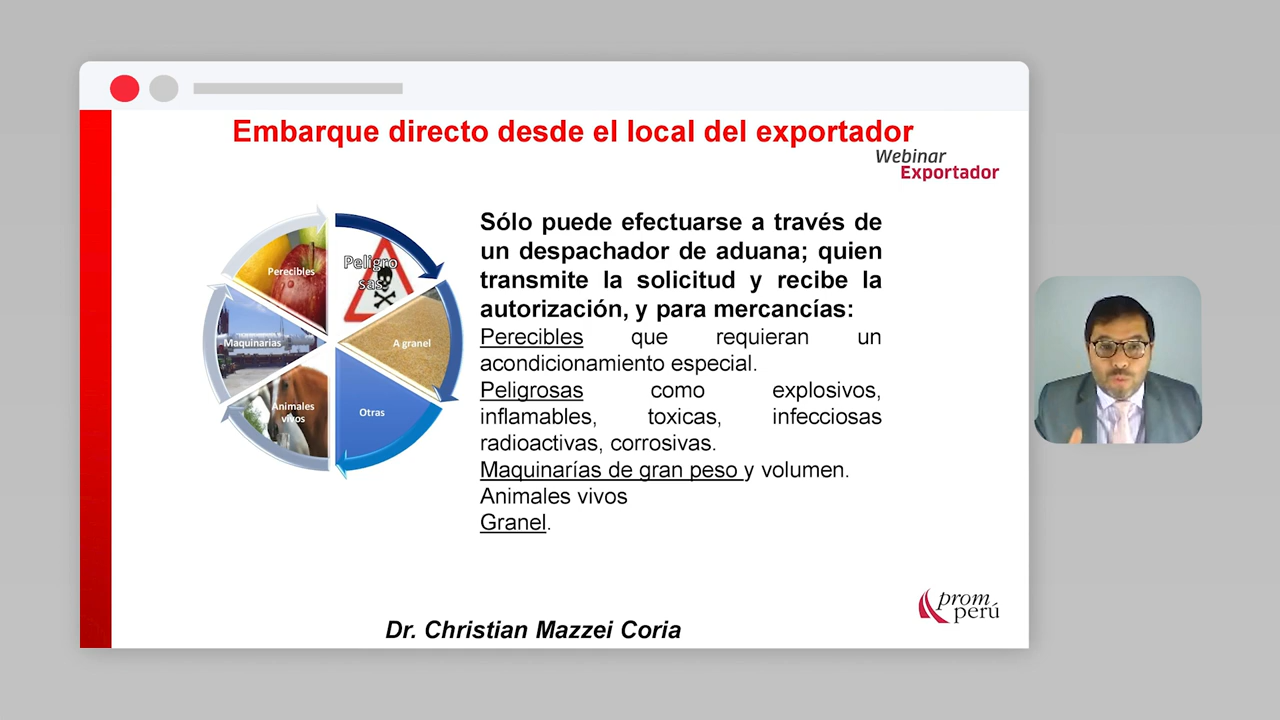 Embarque directo desde el local del exportador
Webinar
Exportador
Perecibles
Peligro
sas
Maquinarias
A granel
Animales
vivos
Otras
Sólo puede efectuarse a través de
un despachador de aduana; quien
transmite la solicitud y recibe la
autorización, y para mercancías:
Perecibles que requieran un
acondicionamiento especial.
Peligrosas como explosivos,
inflamables, toxicas, infecciosas
radioactivas, corrosivas.
Maquinarías de gran peso y volumen.
Animales vivos
Granel.
prom
perú
Dr. Christian Mazzei Coria